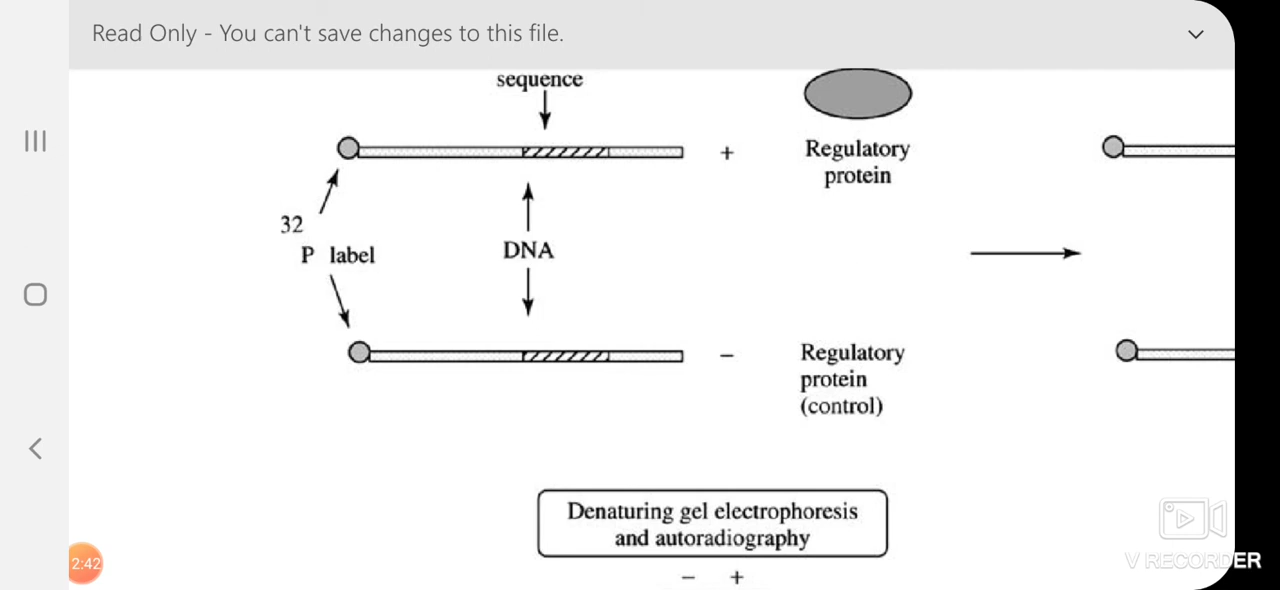 Read Only - You can't save changes to this file.
sequence
+
Regulatory
protein
32
P label
DNA
−
Regulatory
protein
(control)
Denaturing gel electrophoresis
and autoradiography
− +
2:42
V RECORDER